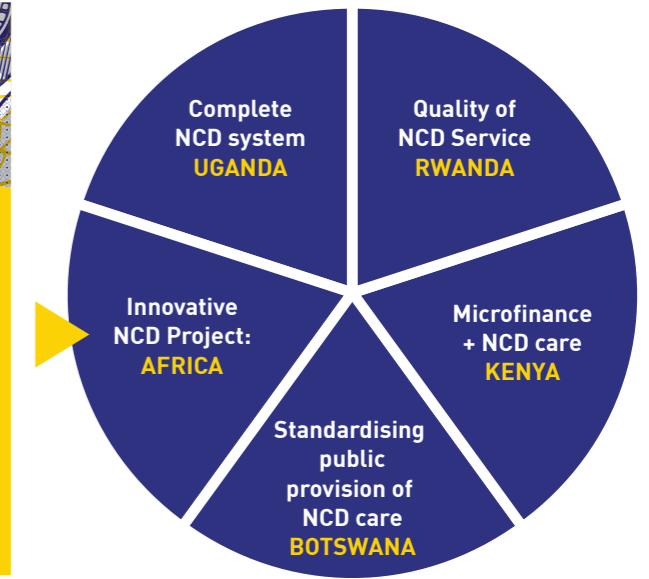 Complete
NCD system
UGANDA
Quality of
NCD Service
RWANDA
Innovative
NCD Project:
AFRICA
Microfinance
+ NCD care
KENYA
Standardising
public
provision of
NCD care
BOTSWANA